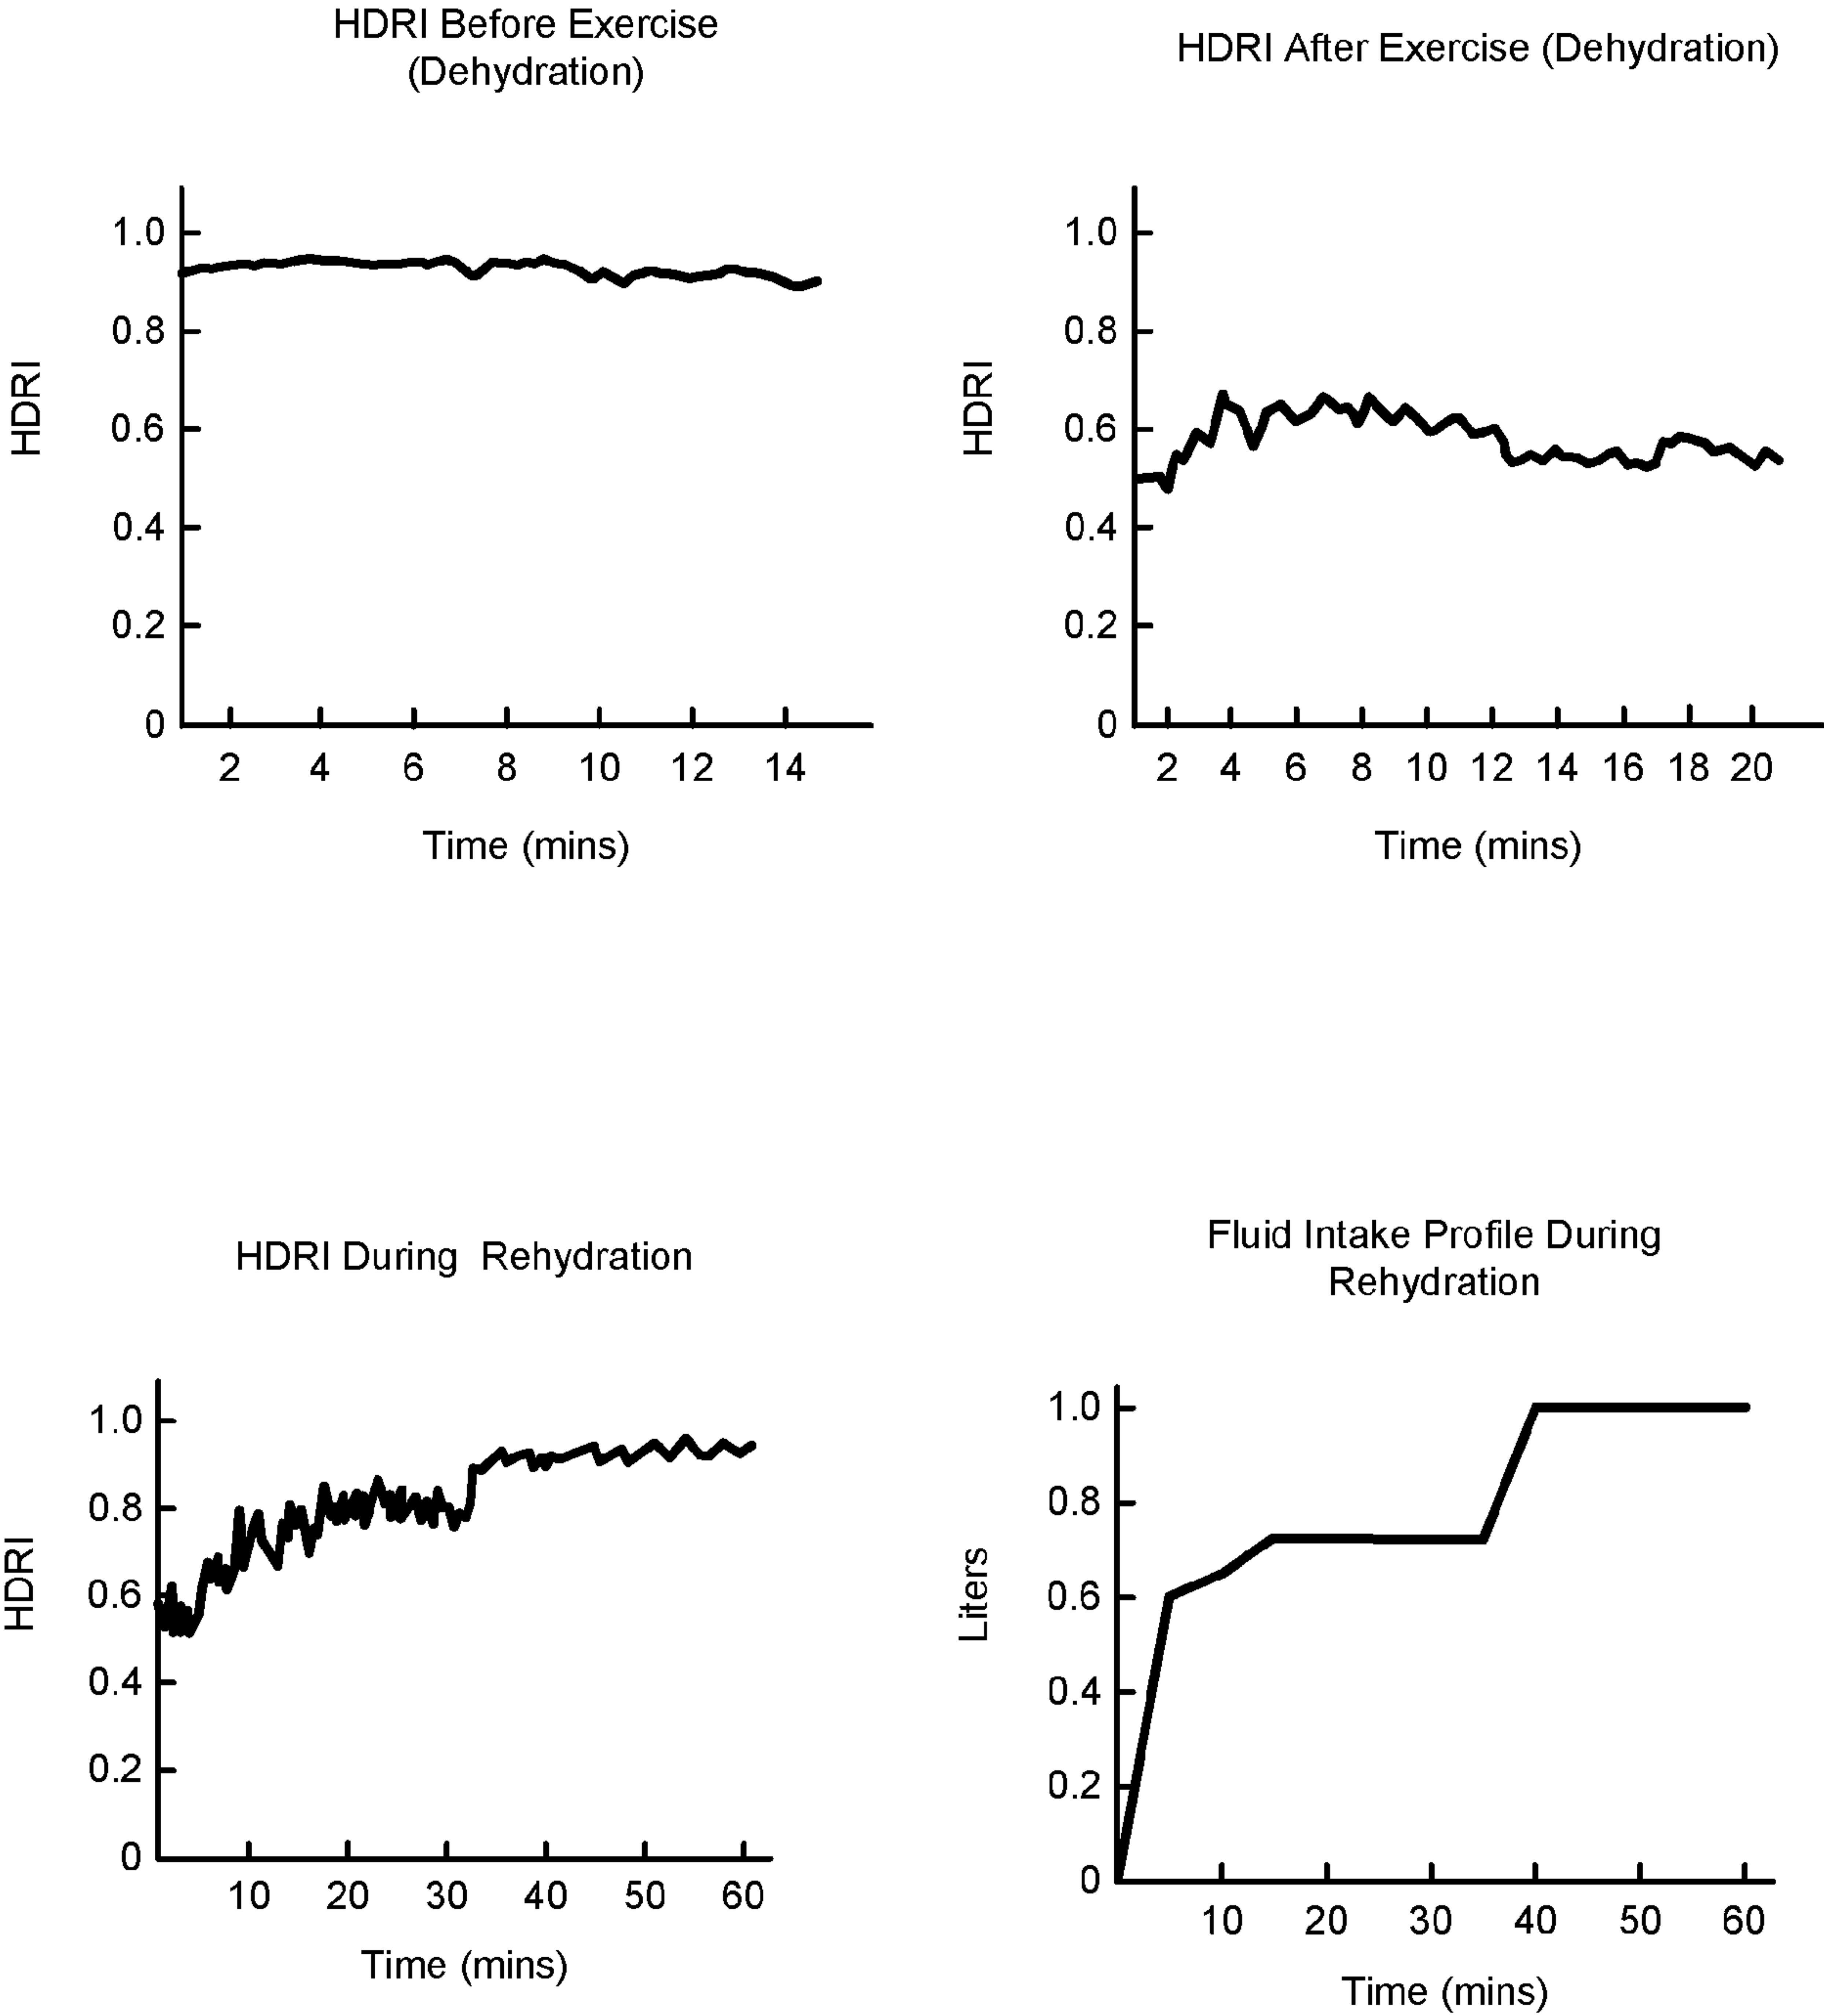 HDRI Before Exercise
(Dehydration)
1.0
0.8
0.6
0.4
0.2
0
HDRI
2 4 6 8 10 12 14
Time (mins)
HDRI After Exercise (Dehydration)
1.0
0.8
0.6
0.4
0.2
0
HDRI
2 4 6 8 10 12 14 16 18 20
Time (mins)
HDRI During Rehydration
1.0
0.8
0.6
0.4
0.2
0
HDRI
10 20 30 40 50 60
Time (mins)
Fluid Intake Profile During
Rehydration
1.0
0.8
0.6
0.4
0.2
0
Liters
10 20 30 40 50 60
Time (mins)